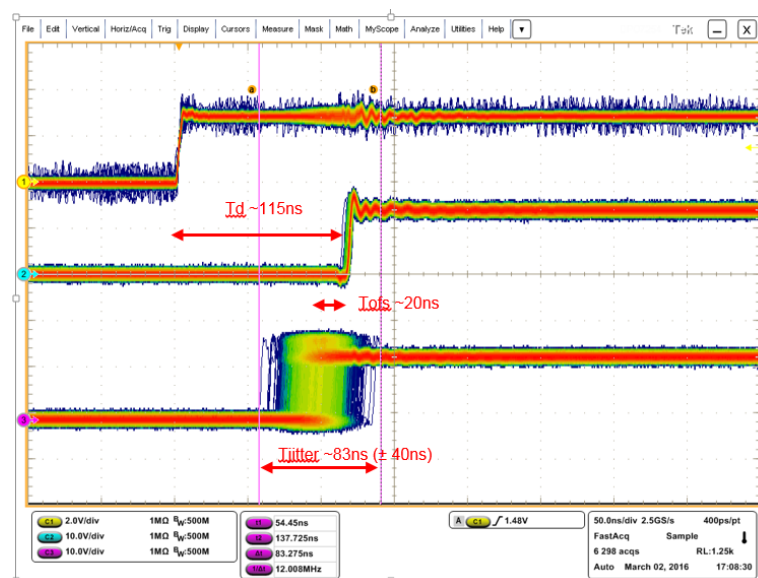 File Edit Vertical Horiz/Acq Trig Display Cursors Measure Mask Math MyScope Analyze Utilities Help Tek X
a b
1
Td ~115ns
2
Tofs ~20ns
3
Tjitter ~83ns (± 40ns)
C1 2.0V/div 1MΩ BW:500M
C2 10.0V/div 1MΩ BW:500M
C3 10.0V/div 1MΩ BW:500M
t1 54.45ns
t2 137.725ns
Δt 83.275ns
1/Δt 12.008MHz
A C1 1.48V
50.0ns/div 2.5GS/s 400ps/pt
FastAcq Sample
6 298 acqs RL:1.25k
Auto March 02, 2016 17:08:30